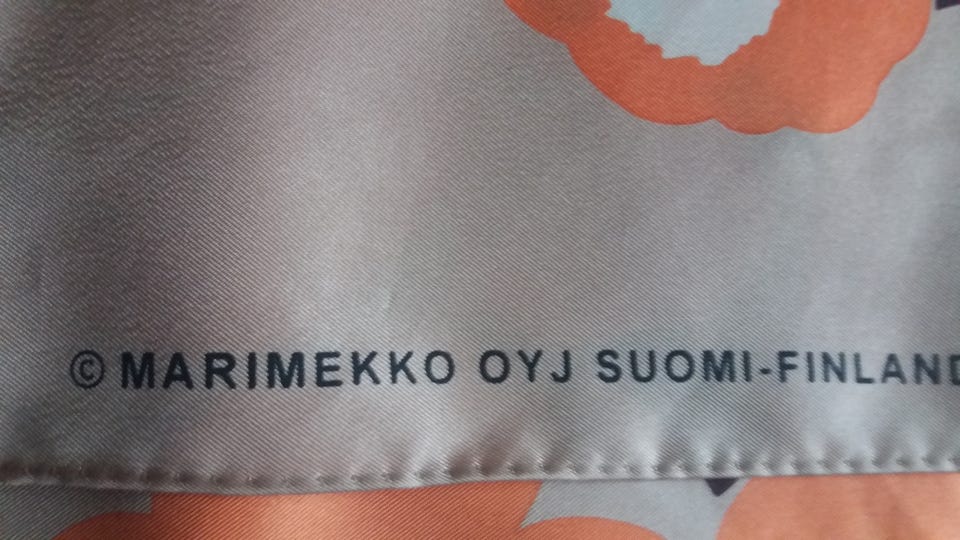 © MARIMEKKO OYJ SUOMI-FINLAND